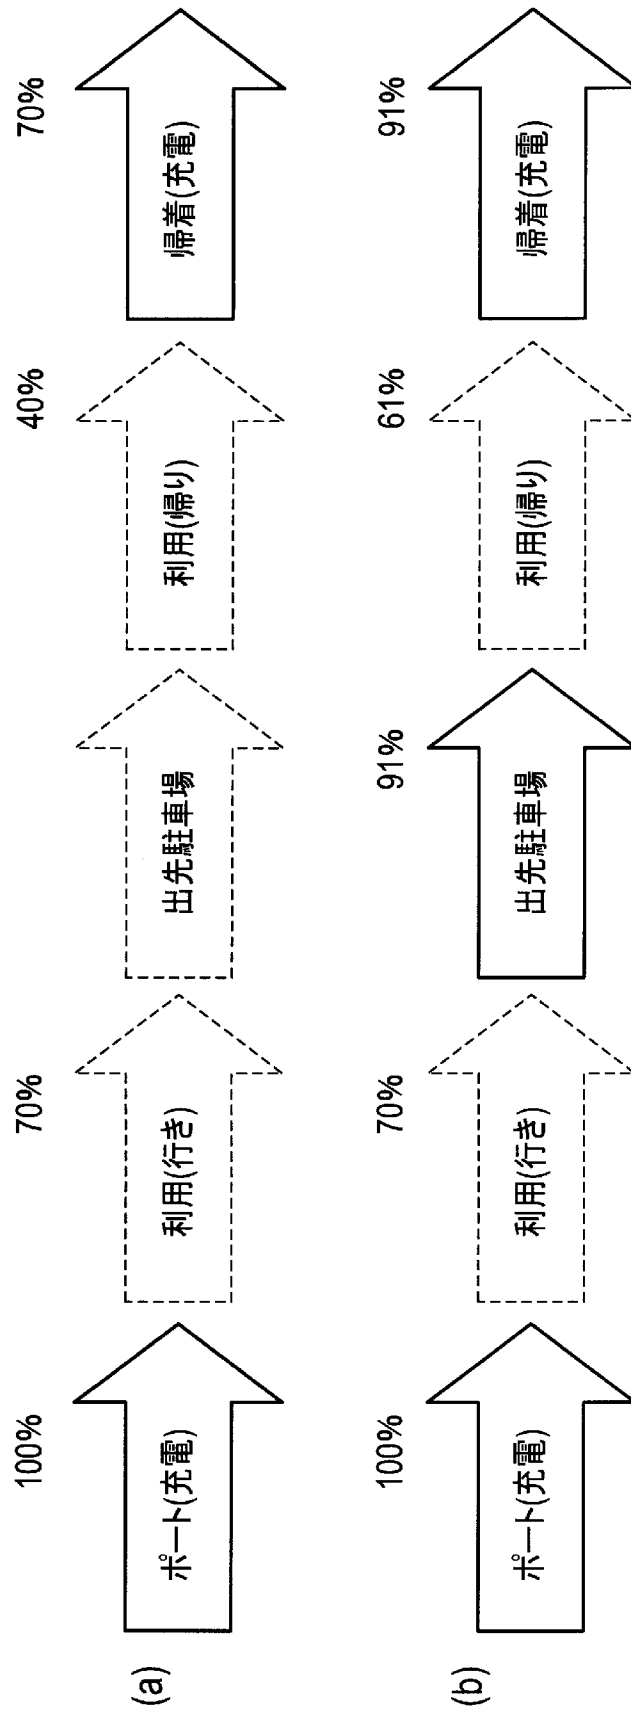 100%
70%
40%
70%
(a)
ポート(充電)
利用(行き)
出先駐車場
利用(帰り)
帰着(充電)
100%
70%
91%
61%
91%
(b)
ポート(充電)
利用(行き)
出先駐車場
利用(帰り)
帰着(充電)